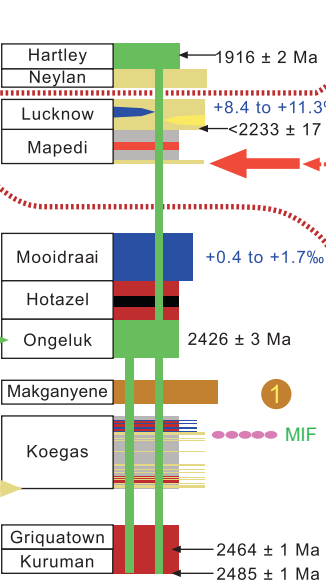 Hartley
1916 ± 2 Ma
Neylan
Lucknow
+8.4 to +11.3
<2233 ± 17
Mapedi
Mooidraai
+0.4 to +1.7‰
Hotazel
Ongeluk
2426 ± 3 Ma
Makganyene
1
Koegas
MIF
Griquatown
2464 ± 1 Ma
Kuruman
2485 ± 1 Ma